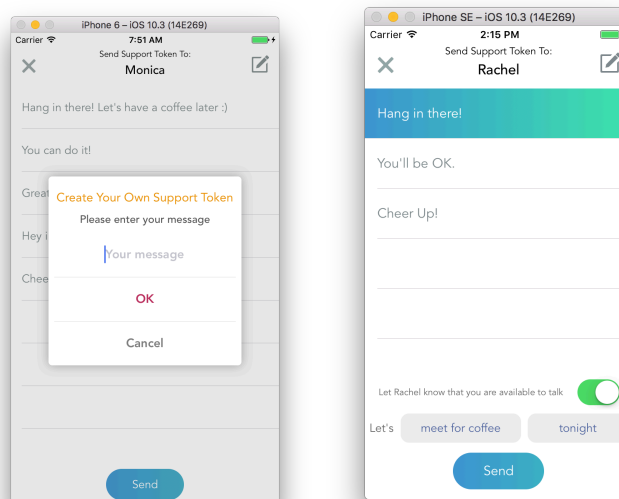 iPhone 6 – iOS 10.3 (14E269)
Carrier
7:51 AM
Send Support Token To:
Monica
Hang in there! Let's have a coffee later :)
You can do it!
Great
Hey i
Chee
Create Your Own Support Token
Please enter your message
Your message
OK
Cancel
Send
iPhone SE – iOS 10.3 (14E269)
Carrier
2:15 PM
Send Support Token To:
Rachel
Hang in there!
You'll be OK.
Cheer Up!
Let Rachel know that you are available to talk
Let's
meet for coffee
tonight
Send